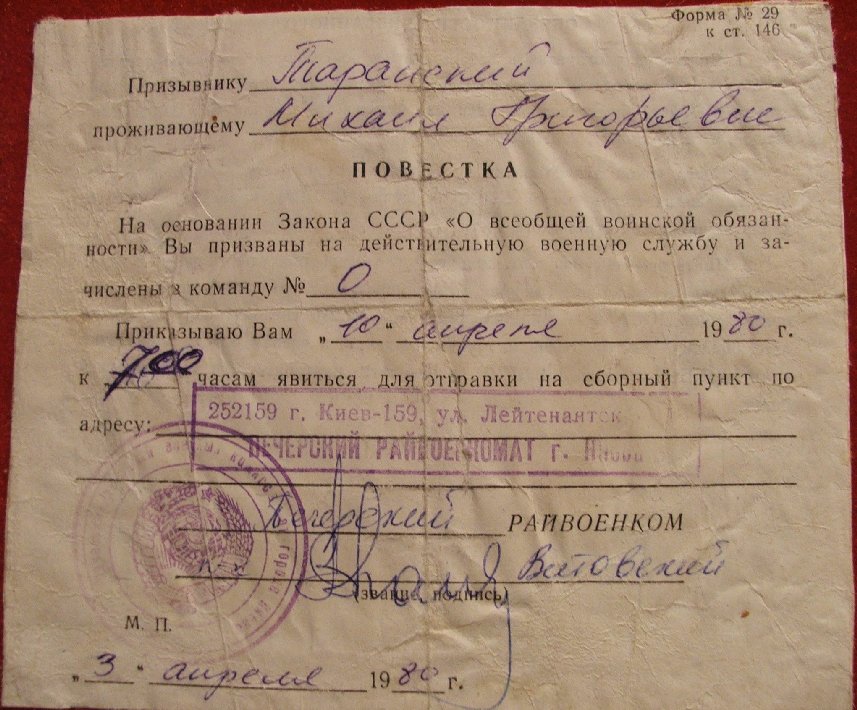 Форма № 29
к ст. 146
Призывнику Таранский
проживающему Михаил Григорьевич
ПОВЕСТКА
На основании Закона СССР «О всеобщей воинской обязан-
ности» Вы призваны на действительную военную службу и за-
числены в команду № 0
Приказываю Вам „10“ апреля 1980 г.
к 7.00 часам явиться для отправки на сборный пункт по
252159 г. Киев-159, ул. Лейтенантск
адресу:
ПЕЧЕРСКИЙ РАЙВОЕНКОМАТ г. Киева
Печерский РАЙВОЕНКОМ
Витовский
(звание, подпись)
М. П.
„3“ апреля 1980 г.